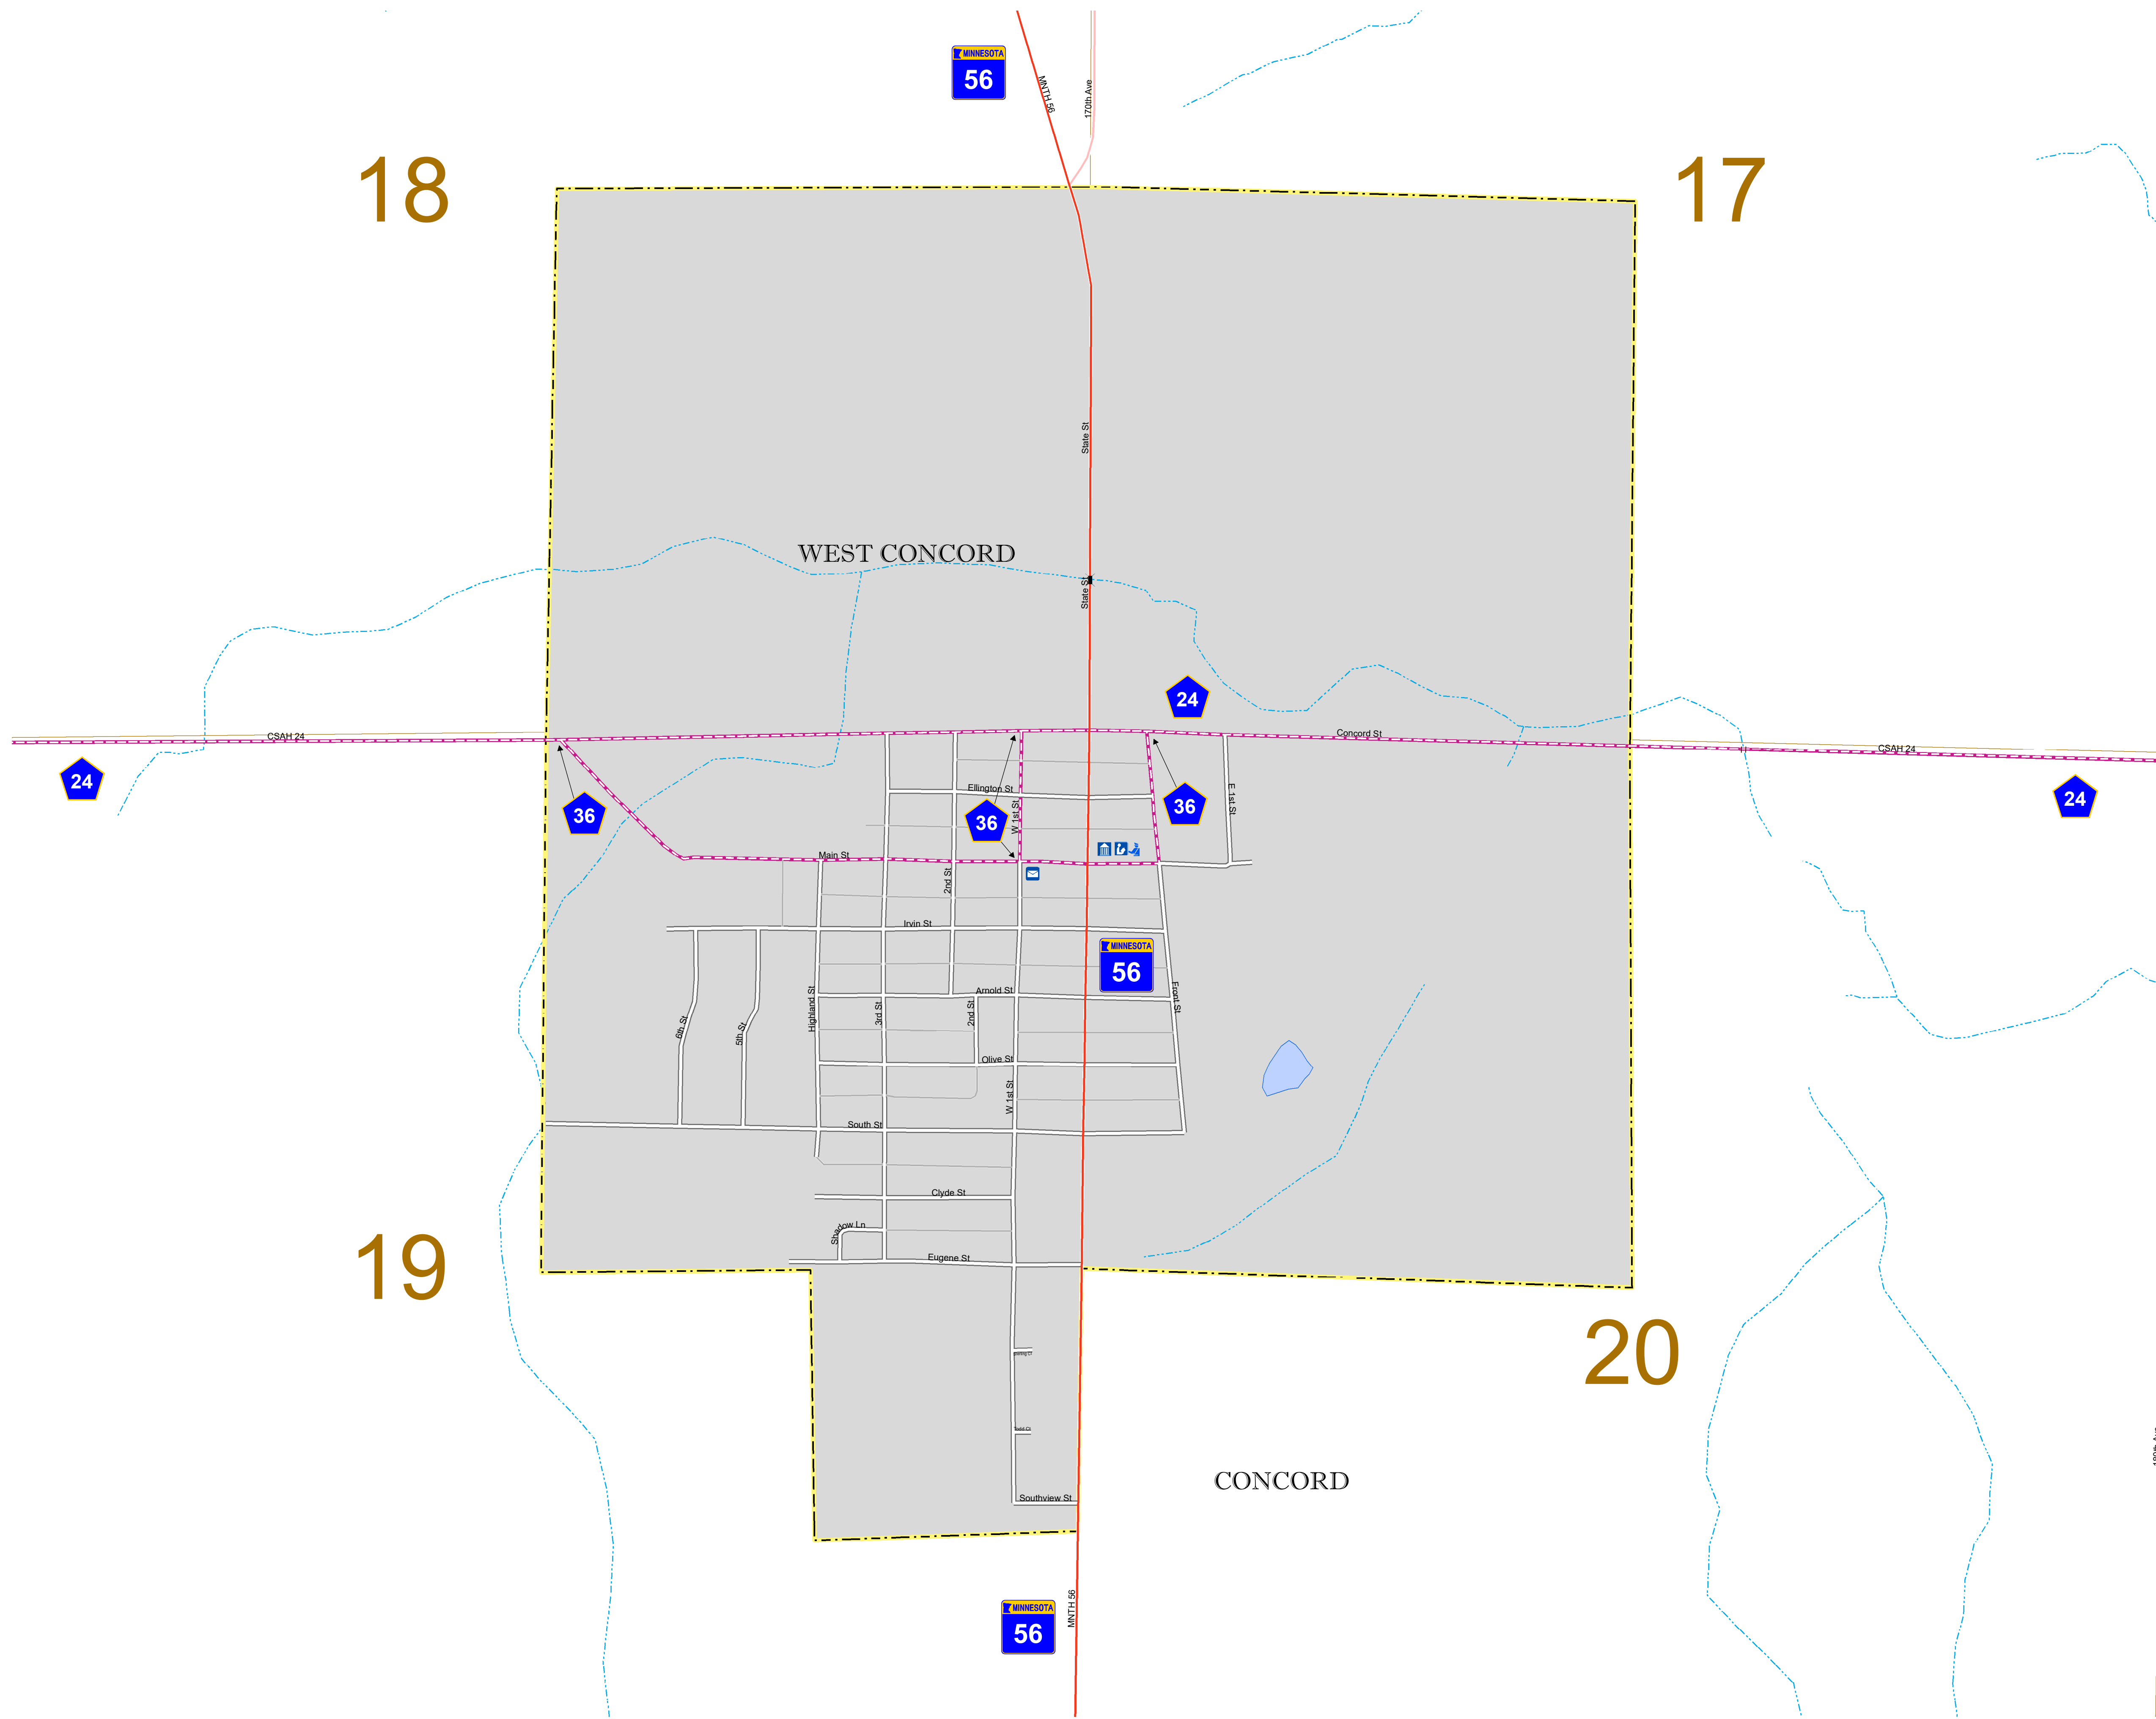 MINNESOTA
56
MNTH 56
170th Ave
18
17
State St
WEST CONCORD
State St
24
CSAH 24
Concord St
CSAH 24
24
24
36
36
36
Ellington St
W 1st St
E 1st St
Main St
2nd St
Irvin St
MINNESOTA
56
Highland St
3rd St
2nd St
Arnold St
Front St
6th St
5th St
Olive St
W 1st St
South St
Clyde St
Shadow Ln
Eugene St
19
20
CONCORD
Southview St
MNTH 56
MINNESOTA
56